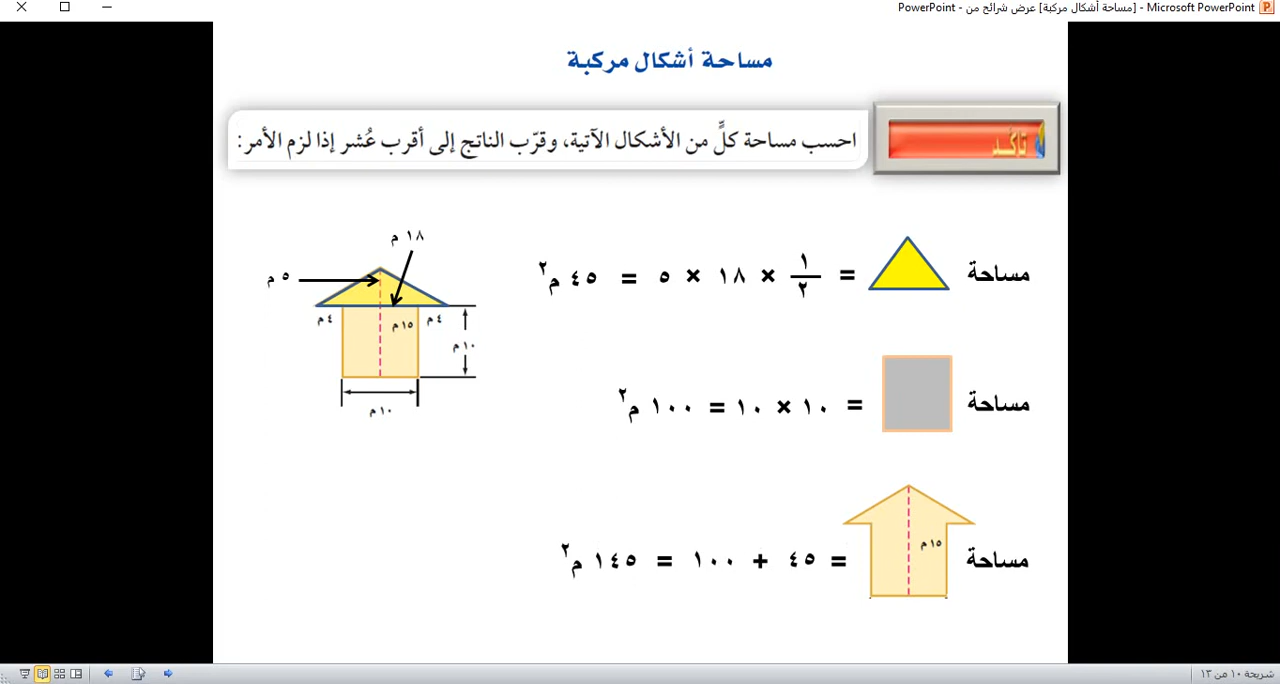 PowerPoint - [مساحة أشكال مركبة] عرض شرائح من - Microsoft PowerPoint
مساحة أشكال مركبة
تأكد
احسب مساحة كلٍّ من الأشكال الآتية، وقرّب الناتج إلى أقرب عُشر إذا لزم الأمر:
١٨ م
٥ م
٤ م
١٥ م
٤ م
١٠ م
١٠ م
مساحة = ١/٢ × ١٨ × ٥ = ٤٥ م٢
مساحة = ١٠ × ١٠ = ١٠٠ م٢
١٥ م
مساحة = ٤٥ + ١٠٠ = ١٤٥ م٢
شريحة ١٠ من ١٣